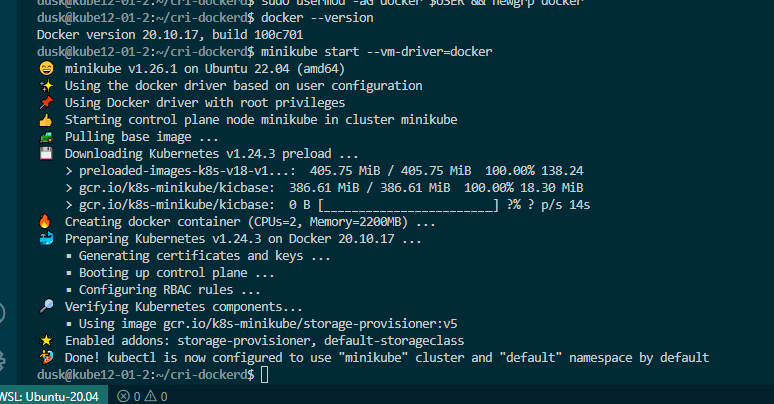 sudo usermod -aG docker $USER && newgrp docker
dusk@kube12-01-2:~/cri-dockerd$ docker --version
Docker version 20.10.17, build 100c701
dusk@kube12-01-2:~/cri-dockerd$ minikube start --vm-driver=docker
😄 minikube v1.26.1 on Ubuntu 22.04 (amd64)
✨ Using the docker driver based on user configuration
📌 Using Docker driver with root privileges
👍 Starting control plane node minikube in cluster minikube
🚜 Pulling base image ...
💾 Downloading Kubernetes v1.24.3 preload ...
> preloaded-images-k8s-v18-v1...: 405.75 MiB / 405.75 MiB 100.00% 138.24
> gcr.io/k8s-minikube/kicbase: 386.61 MiB / 386.61 MiB 100.00% 18.30 MiB
> gcr.io/k8s-minikube/kicbase: 0 B [________________________] ?% ? p/s 14s
🔥 Creating docker container (CPUs=2, Memory=2200MB) ...
🐳 Preparing Kubernetes v1.24.3 on Docker 20.10.17 ...
▪ Generating certificates and keys ...
▪ Booting up control plane ...
▪ Configuring RBAC rules ...
🔎 Verifying Kubernetes components...
▪ Using image gcr.io/k8s-minikube/storage-provisioner:v5
🌟 Enabled addons: storage-provisioner, default-storageclass
🏄 Done! kubectl is now configured to use "minikube" cluster and "default" namespace by default
dusk@kube12-01-2:~/cri-dockerd$
WSL: Ubuntu-20.04 0 0